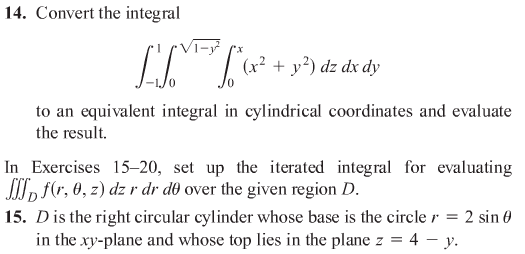 14. Convert the integral
∫_{-1}^{1} ∫_{0}^{√(1−y²)} ∫_{0}^{x} (x² + y²) dz dx dy
to an equivalent integral in cylindrical coordinates and evaluate
the result.
In Exercises 15–20, set up the iterated integral for evaluating
∭_D f(r, θ, z) dz r dr dθ over the given region D.
15. D is the right circular cylinder whose base is the circle r = 2 sin θ
in the xy-plane and whose top lies in the plane z = 4 − y.